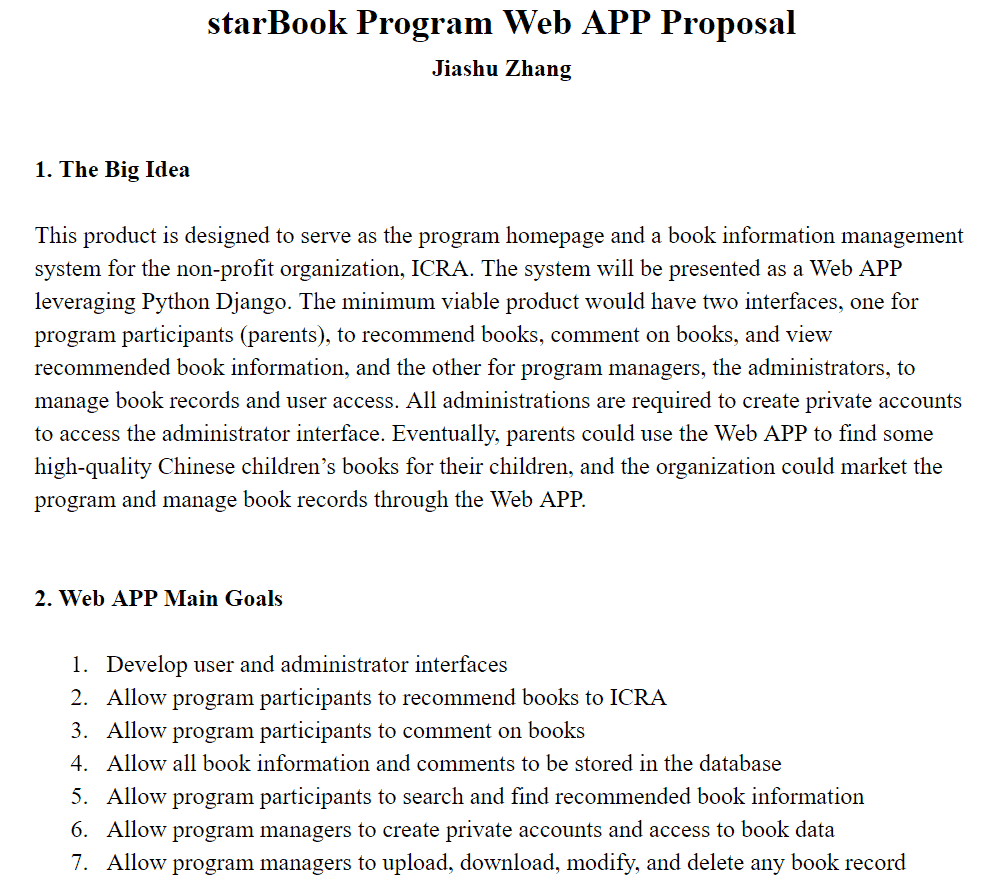 starBook Program Web APP Proposal
Jiashu Zhang
1. The Big Idea
This product is designed to serve as the program homepage and a book information management
system for the non-profit organization, ICRA. The system will be presented as a Web APP
leveraging Python Django. The minimum viable product would have two interfaces, one for
program participants (parents), to recommend books, comment on books, and view
recommended book information, and the other for program managers, the administrators, to
manage book records and user access. All administrations are required to create private accounts
to access the administrator interface. Eventually, parents could use the Web APP to find some
high-quality Chinese children’s books for their children, and the organization could market the
program and manage book records through the Web APP.
2. Web APP Main Goals
1. Develop user and administrator interfaces
2. Allow program participants to recommend books to ICRA
3. Allow program participants to comment on books
4. Allow all book information and comments to be stored in the database
5. Allow program participants to search and find recommended book information
6. Allow program managers to create private accounts and access to book data
7. Allow program managers to upload, download, modify, and delete any book record